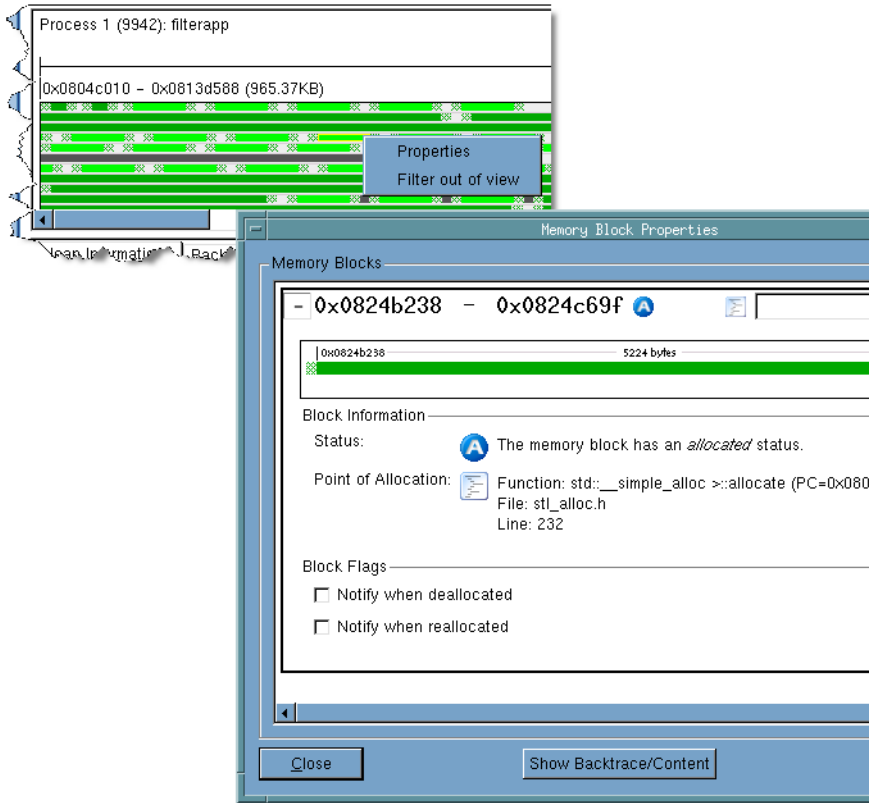 Process 1 (9942): filterapp
0x0804c010 - 0x0813d588 (965.37KB)
Properties
Filter out of view
Memory Block Properties
Memory Blocks
- 0x0824b238 - 0x0824c69f A
0x0824b238 5224 bytes
Block Information
Status: A The memory block has an allocated status.
Point of Allocation: Function: std::__simple_alloc >::allocate (PC=0x080
File: stl_alloc.h
Line: 232
Block Flags
Notify when deallocated
Notify when reallocated
Close Show Backtrace/Content